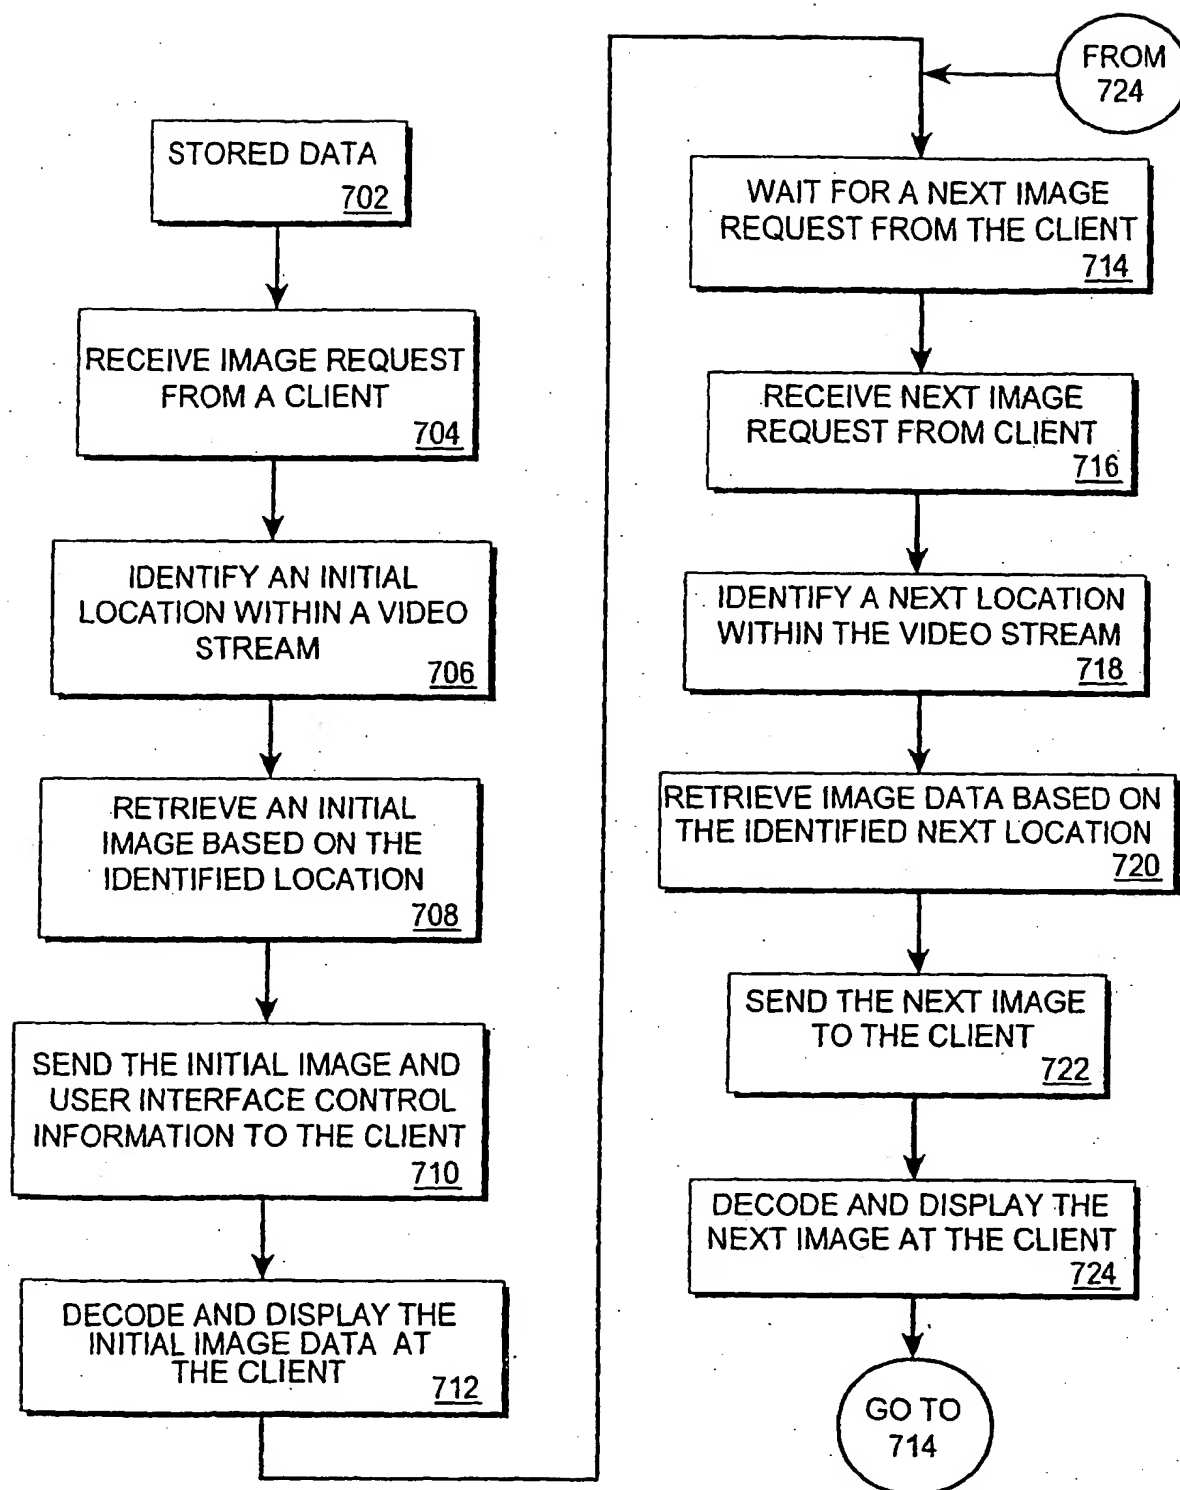 STORED DATA
702
RECEIVE IMAGE REQUEST
FROM A CLIENT
704
IDENTIFY AN INITIAL
LOCATION WITHIN A VIDEO
STREAM
706
RETRIEVE AN INITIAL
IMAGE BASED ON THE
IDENTIFIED LOCATION
708
SEND THE INITIAL IMAGE AND
USER INTERFACE CONTROL
INFORMATION TO THE CLIENT
710
DECODE AND DISPLAY THE
INITIAL IMAGE DATA AT
THE CLIENT
712
FROM
724
WAIT FOR A NEXT IMAGE
REQUEST FROM THE CLIENT
714
RECEIVE NEXT IMAGE
REQUEST FROM CLIENT
716
IDENTIFY A NEXT LOCATION
WITHIN THE VIDEO STREAM
718
RETRIEVE IMAGE DATA BASED ON
THE IDENTIFIED NEXT LOCATION
720
SEND THE NEXT IMAGE
TO THE CLIENT
722
DECODE AND DISPLAY THE
NEXT IMAGE AT THE CLIENT
724
GO TO
714